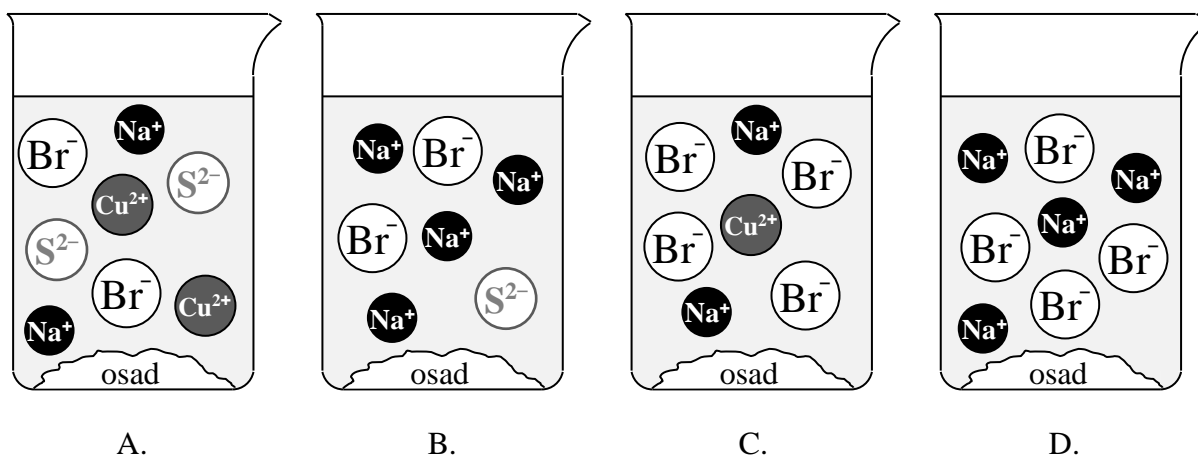 Br⁻ Na⁺ S²⁻ Cu²⁺ S²⁻ Br⁻ Cu²⁺ Na⁺ osad
Na⁺ Br⁻ Na⁺ Br⁻ Na⁺ S²⁻ Na⁺ osad
Br⁻ Na⁺ Br⁻ Cu²⁺ Br⁻ Br⁻ Na⁺ osad
Na⁺ Br⁻ Na⁺ Na⁺ Br⁻ Br⁻ Br⁻ Na⁺ osad
A. B. C. D.